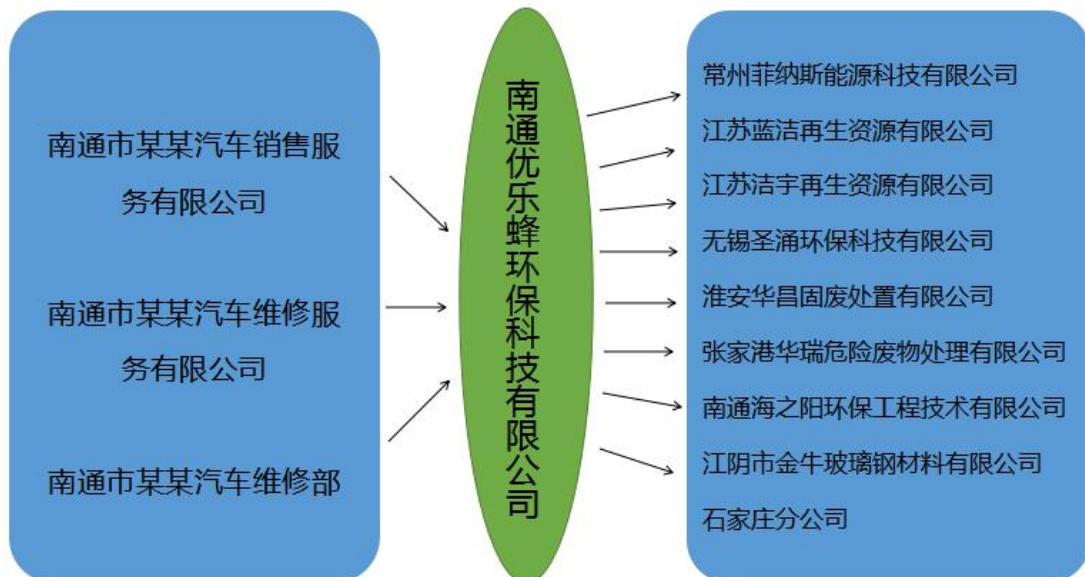 南通市某某汽车销售服
务有限公司
南通市某某汽车维修服
务有限公司
南通市某某汽车维修部
南通优乐蜂环保科技有限公司
常州菲纳斯能源科技有限公司
江苏蓝洁再生资源有限公司
江苏洁宇再生资源有限公司
无锡圣涌环保科技有限公司
淮安华昌固废处置有限公司
张家港华瑞危险废物处理有限公司
南通海之阳环保工程技术有限公司
江阴市金牛玻璃钢材料有限公司
石家庄分公司